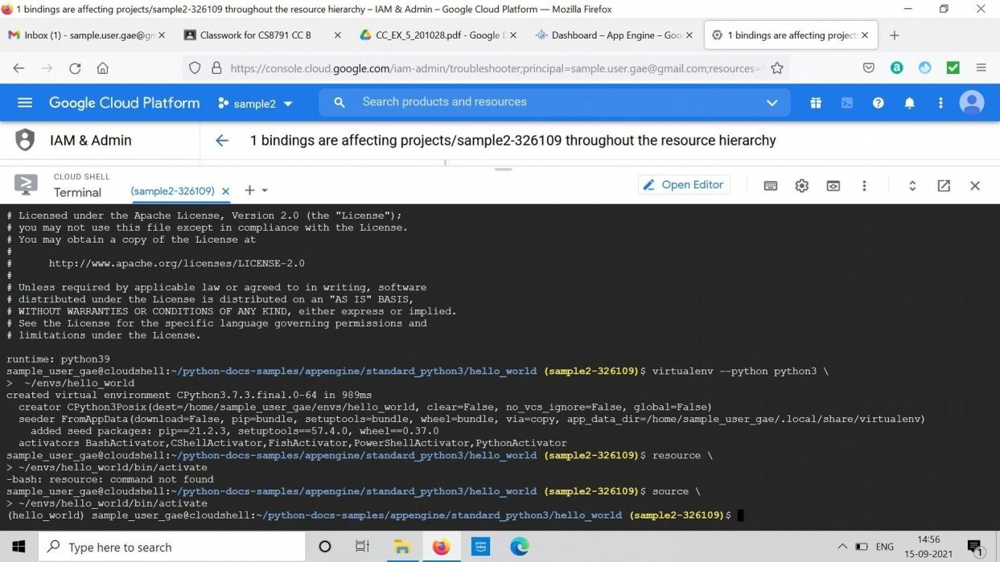 1 bindings are affecting projects/sample2-326109 throughout the resource hierarchy – IAM & Admin – Google Cloud Platform — Mozilla Firefox
Inbox (1) - sample.user.gae@gm
Classwork for CS8791 CC B
CC_EX_5_201028.pdf - Google D
Dashboard – App Engine – Goo
1 bindings are affecting project
https://console.cloud.google.com/iam-admin/troubleshooter;principal=sample.user.gae@gmail.com;resources=
Google Cloud Platform
sample2
Search products and resources
IAM & Admin
1 bindings are affecting projects/sample2-326109 throughout the resource hierarchy
CLOUD SHELL
Terminal
(sample2-326109)
Open Editor
# Licensed under the Apache License, Version 2.0 (the "License");
# you may not use this file except in compliance with the License.
# You may obtain a copy of the License at
#
#      http://www.apache.org/licenses/LICENSE-2.0
#
# Unless required by applicable law or agreed to in writing, software
# distributed under the License is distributed on an "AS IS" BASIS,
# WITHOUT WARRANTIES OR CONDITIONS OF ANY KIND, either express or implied.
# See the License for the specific language governing permissions and
# limitations under the License.
runtime: python39
sample_user_gae@cloudshell:~/python-docs-samples/appengine/standard_python3/hello_world (sample2-326109)$ virtualenv --python python3 \
>  ~/envs/hello_world
created virtual environment CPython3.7.3.final.0-64 in 989ms
  creator CPython3Posix(dest=/home/sample_user_gae/envs/hello_world, clear=False, no_vcs_ignore=False, global=False)
  seeder FromAppData(download=False, pip=bundle, setuptools=bundle, wheel=bundle, via=copy, app_data_dir=/home/sample_user_gae/.local/share/virtualenv)
    added seed packages: pip==21.2.3, setuptools==57.4.0, wheel==0.37.0
  activators BashActivator,CShellActivator,FishActivator,PowerShellActivator,PythonActivator
sample_user_gae@cloudshell:~/python-docs-samples/appengine/standard_python3/hello_world (sample2-326109)$ resource \
> ~/envs/hello_world/bin/activate
-bash: resource: command not found
sample_user_gae@cloudshell:~/python-docs-samples/appengine/standard_python3/hello_world (sample2-326109)$ source \
> ~/envs/hello_world/bin/activate
(hello_world) sample_user_gae@cloudshell:~/python-docs-samples/appengine/standard_python3/hello_world (sample2-326109)$
Type here to search
prime video
ENG
14:56
15-09-2021
1